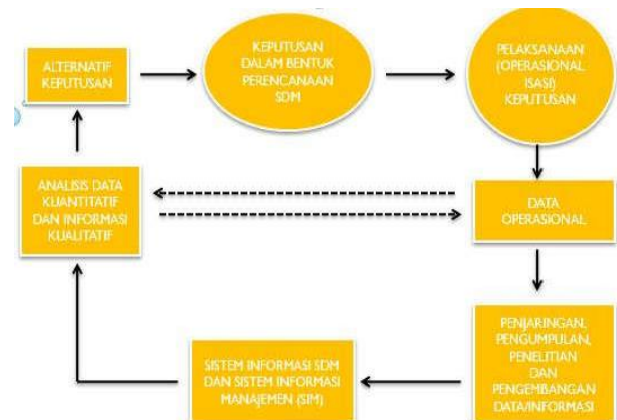 ALTERNATIF
KEPUTUSAN
KEPUTUSAN
DALAM BENTUK
PERENCANAAN
SDM
PELAKSANAAN
(OPERASIONAL
ISASI)
KEPUTUSAN
ANALISIS DATA
KUANTITATIF
DAN INFORMASI
KUALITATIF
DATA
OPERASIONAL
SISTEM INFORMASI SDM
DAN SISTEM INFORMASI
MANAJEMEN (SIM)
PENJARINGAN,
PENGUMPULAN,
PENELITIAN
DAN
PENGEMBANGAN
DATA/INFORMASI